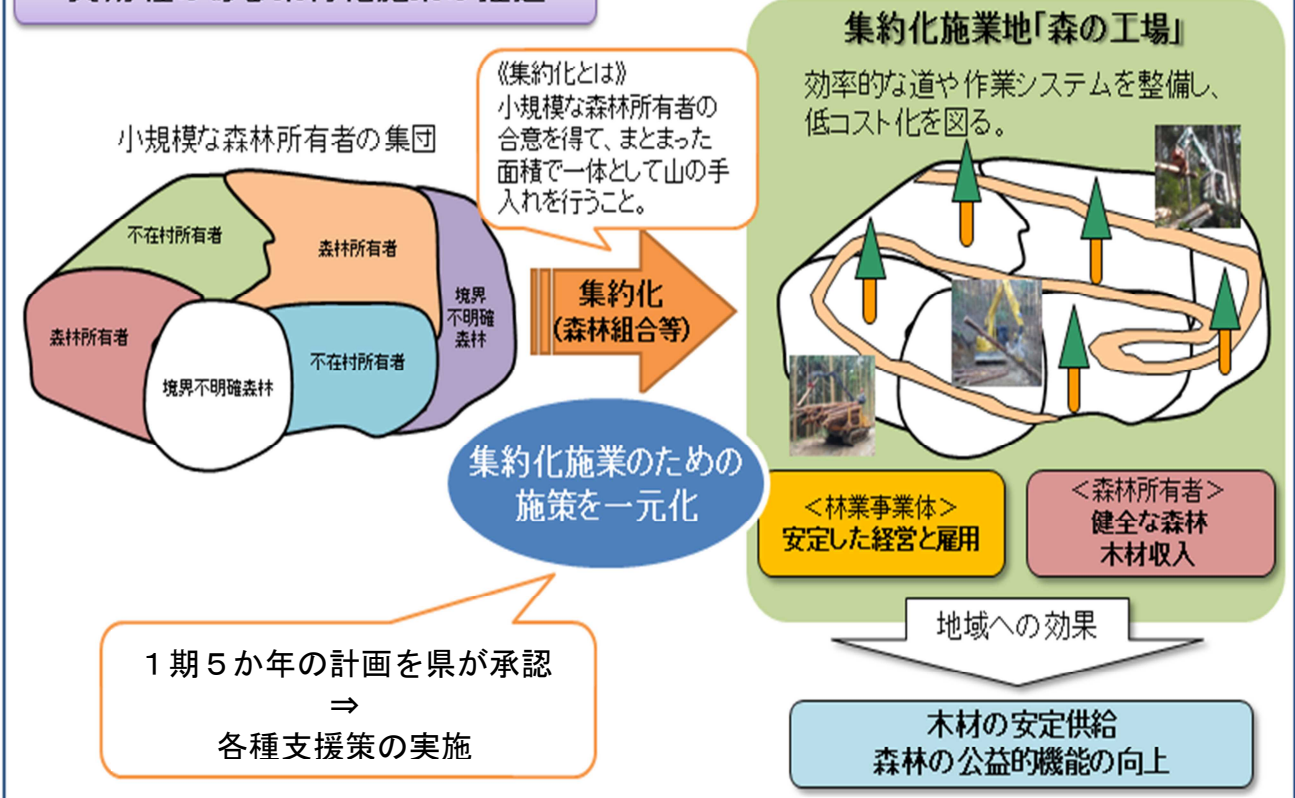 小規模な森林所有者の集団
不在村所有者
森林所有者
境界
不明確
森林
森林所有者
境界不明確森林
不在村所有者
《集約化とは》
小規模な森林所有者の
合意を得て、まとまった
面積で一体として山の手
入れを行うこと。
集約化
(森林組合等)
集約化施業のための
施策を一元化
1期5か年の計画を県が承認
⇒
各種支援策の実施
集約化施業地「森の工場」
効率的な道や作業システムを整備し、
低コスト化を図る。
<林業事業体>
安定した経営と雇用
<森林所有者>
健全な森林
木材収入
地域への効果
木材の安定供給
森林の公益的機能の向上